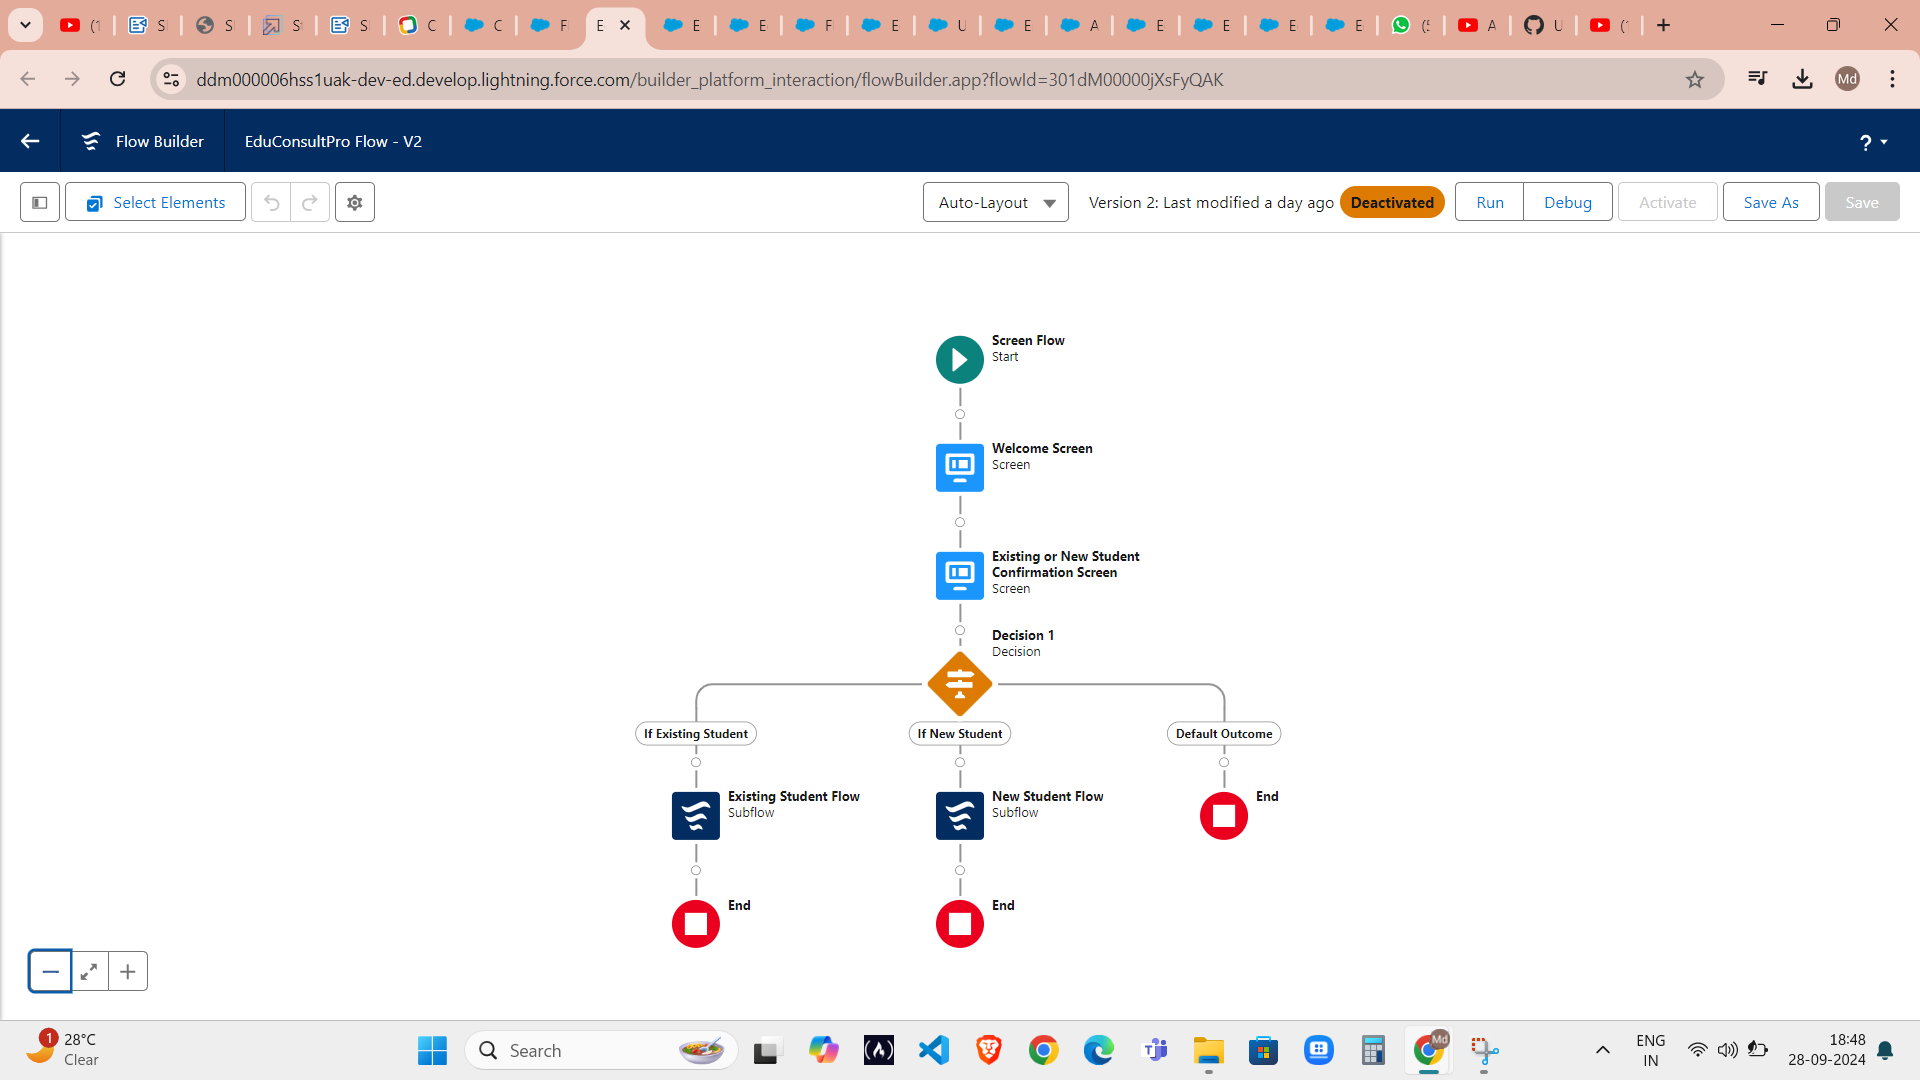 (1
S
S
S
S
C
C
F
E
E
E
F
E
U
E
A
E
E
E
E
(5
A
U
(1
ddm000006hss1uak-dev-ed.develop.lightning.force.com/builder_platform_interaction/flowBuilder.app?flowId=301dM00000jXsFyQAK
Md
Flow Builder
EduConsultPro Flow - V2
?
Select Elements
Auto-Layout
Version 2: Last modified a day ago
Deactivated
Run
Debug
Activate
Save As
Save
Screen Flow
Start
Welcome Screen
Screen
Existing or New Student
Confirmation Screen
Screen
Decision 1
Decision
If Existing Student
If New Student
Default Outcome
Existing Student Flow
Subflow
New Student Flow
Subflow
End
End
End
1
28°C
Clear
Search
Md
ENG
IN
18:48
28-09-2024